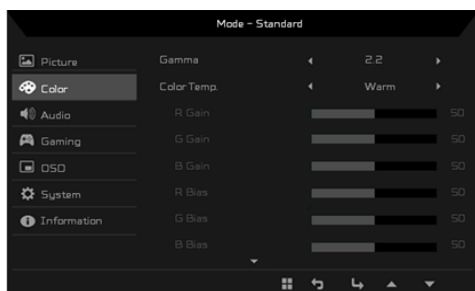 Mode - Standard
Picture
Gamma 2.2
Color
Color Temp. Warm
Audio
R Gain 50
Gaming
G Gain 50
OSD
B Gain 50
System
R Bias 50
Information
G Bias 50
B Bias 50